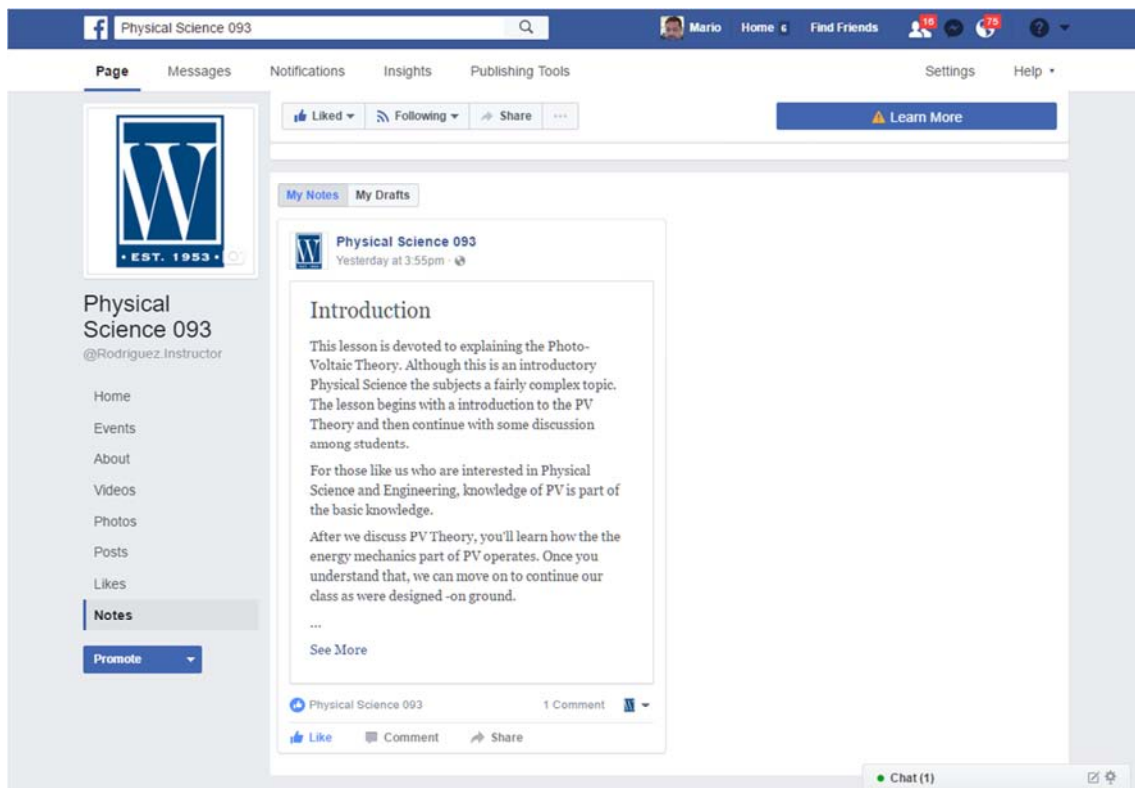 Physical Science 093
Mario Home 6 Find Friends 16 75
Page Messages Notifications Insights Publishing Tools Settings Help
Liked Following Share ...
Learn More
W
• EST. 1953 •
My Notes My Drafts
Physical Science 093
Yesterday at 3:55pm ·
Physical
Science 093
@Rodriguez.Instructor
Home
Events
About
Videos
Photos
Posts
Likes
Notes
Promote
Introduction
This lesson is devoted to explaining the Photo-
Voltaic Theory. Although this is an introductory
Physical Science the subjects a fairly complex topic.
The lesson begins with a introduction to the PV
Theory and then continue with some discussion
among students.
For those like us who are interested in Physical
Science and Engineering, knowledge of PV is part of
the basic knowledge.
After we discuss PV Theory, you'll learn how the the
energy mechanics part of PV operates. Once you
understand that, we can move on to continue our
class as were designed -on ground.
...
See More
Physical Science 093 1 Comment
Like Comment Share
Chat (1)